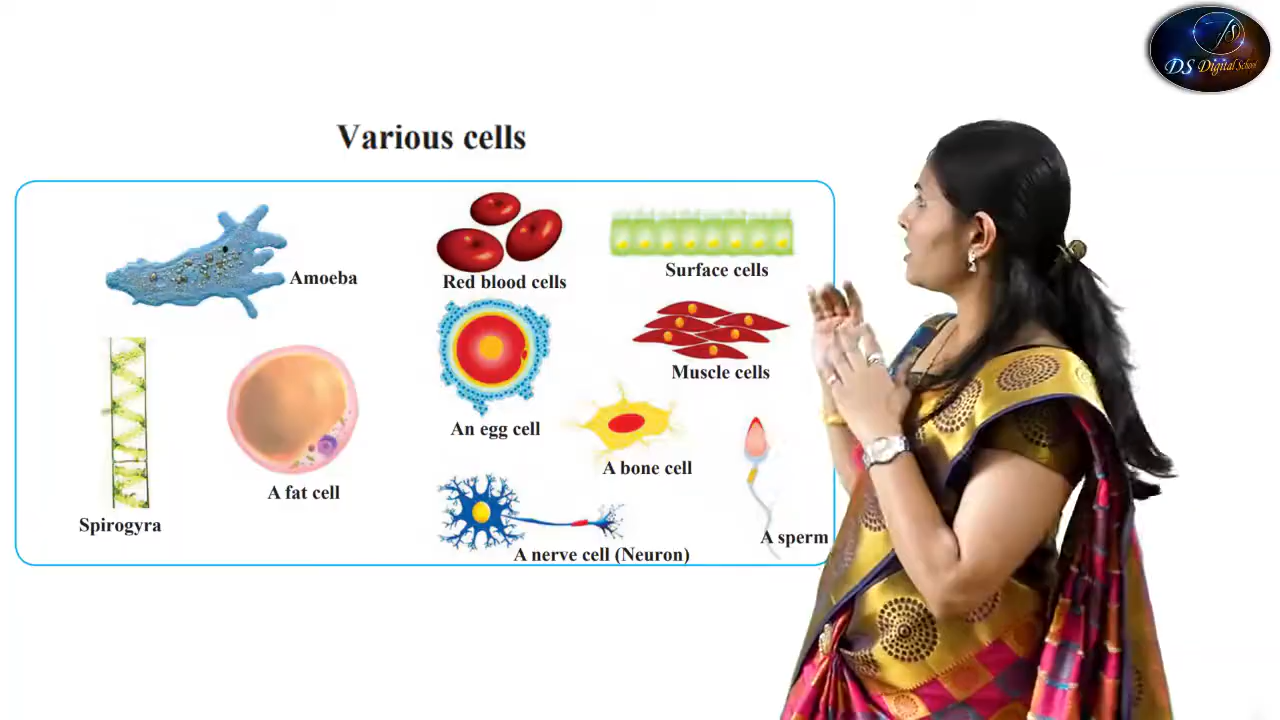 DS Digital School
Various cells
Amoeba
Red blood cells
Surface cells
Muscle cells
An egg cell
A bone cell
A fat cell
Spirogyra
A nerve cell (Neuron)
A sperm